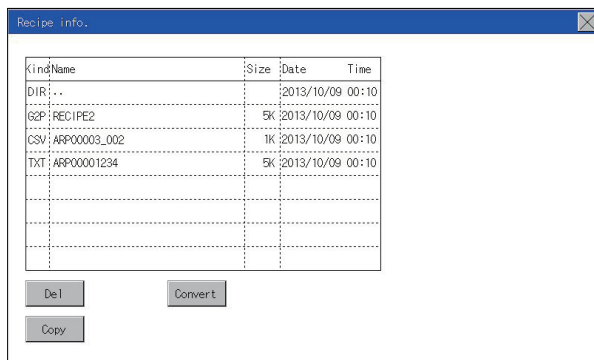 Recipe info.
Kind Name Size Date Time
DIR .. 2013/10/09 00:10
G2P RECIPE2 5K 2013/10/09 00:10
CSV ARP00003_002 1K 2013/10/09 00:10
TXT ARP00001234 5K 2013/10/09 00:10
Del Convert
Copy